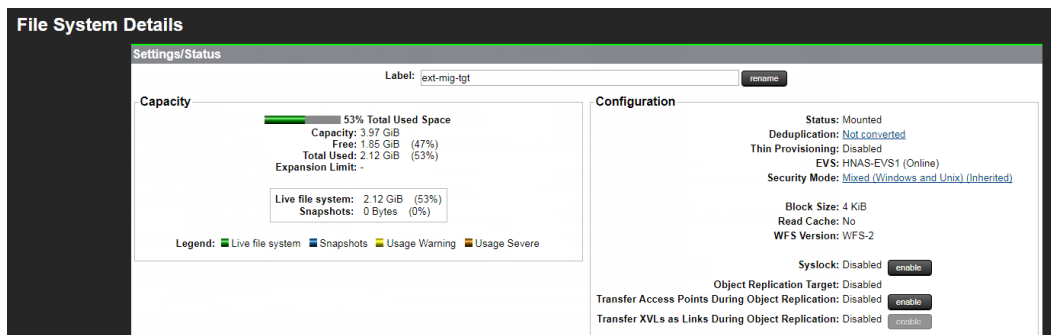 File System Details
Settings/Status
Label: ext-mig-tgt rename
Capacity
53% Total Used Space
Capacity: 3.97 GiB
Free: 1.85 GiB (47%)
Total Used: 2.12 GiB (53%)
Expansion Limit: -
Live file system: 2.12 GiB (53%)
Snapshots: 0 Bytes (0%)
Legend: Live file system Snapshots Usage Warning Usage Severe
Configuration
Status: Mounted
Deduplication: Not converted
Thin Provisioning: Disabled
EVS: HNAS-EVS1 (Online)
Security Mode: Mixed (Windows and Unix) (Inherited)
Block Size: 4 KiB
Read Cache: No
WFS Version: WFS-2
Syslock: Disabled enable
Object Replication Target: Disabled
Transfer Access Points During Object Replication: Disabled enable
Transfer XVLs as Links During Object Replication: Disabled enable